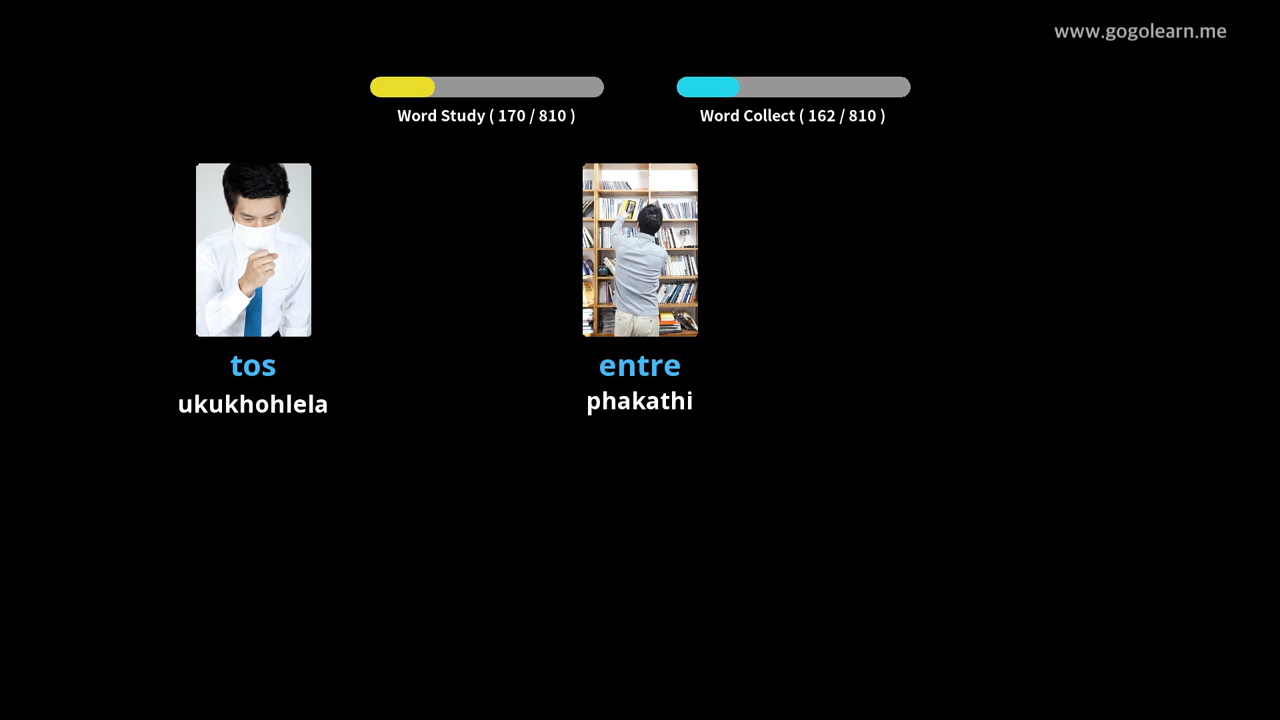 www.gogolearn.me
Word Study ( 170 / 810 )
Word Collect ( 162 / 810 )
tos
ukukhohlela
entre
phakathi